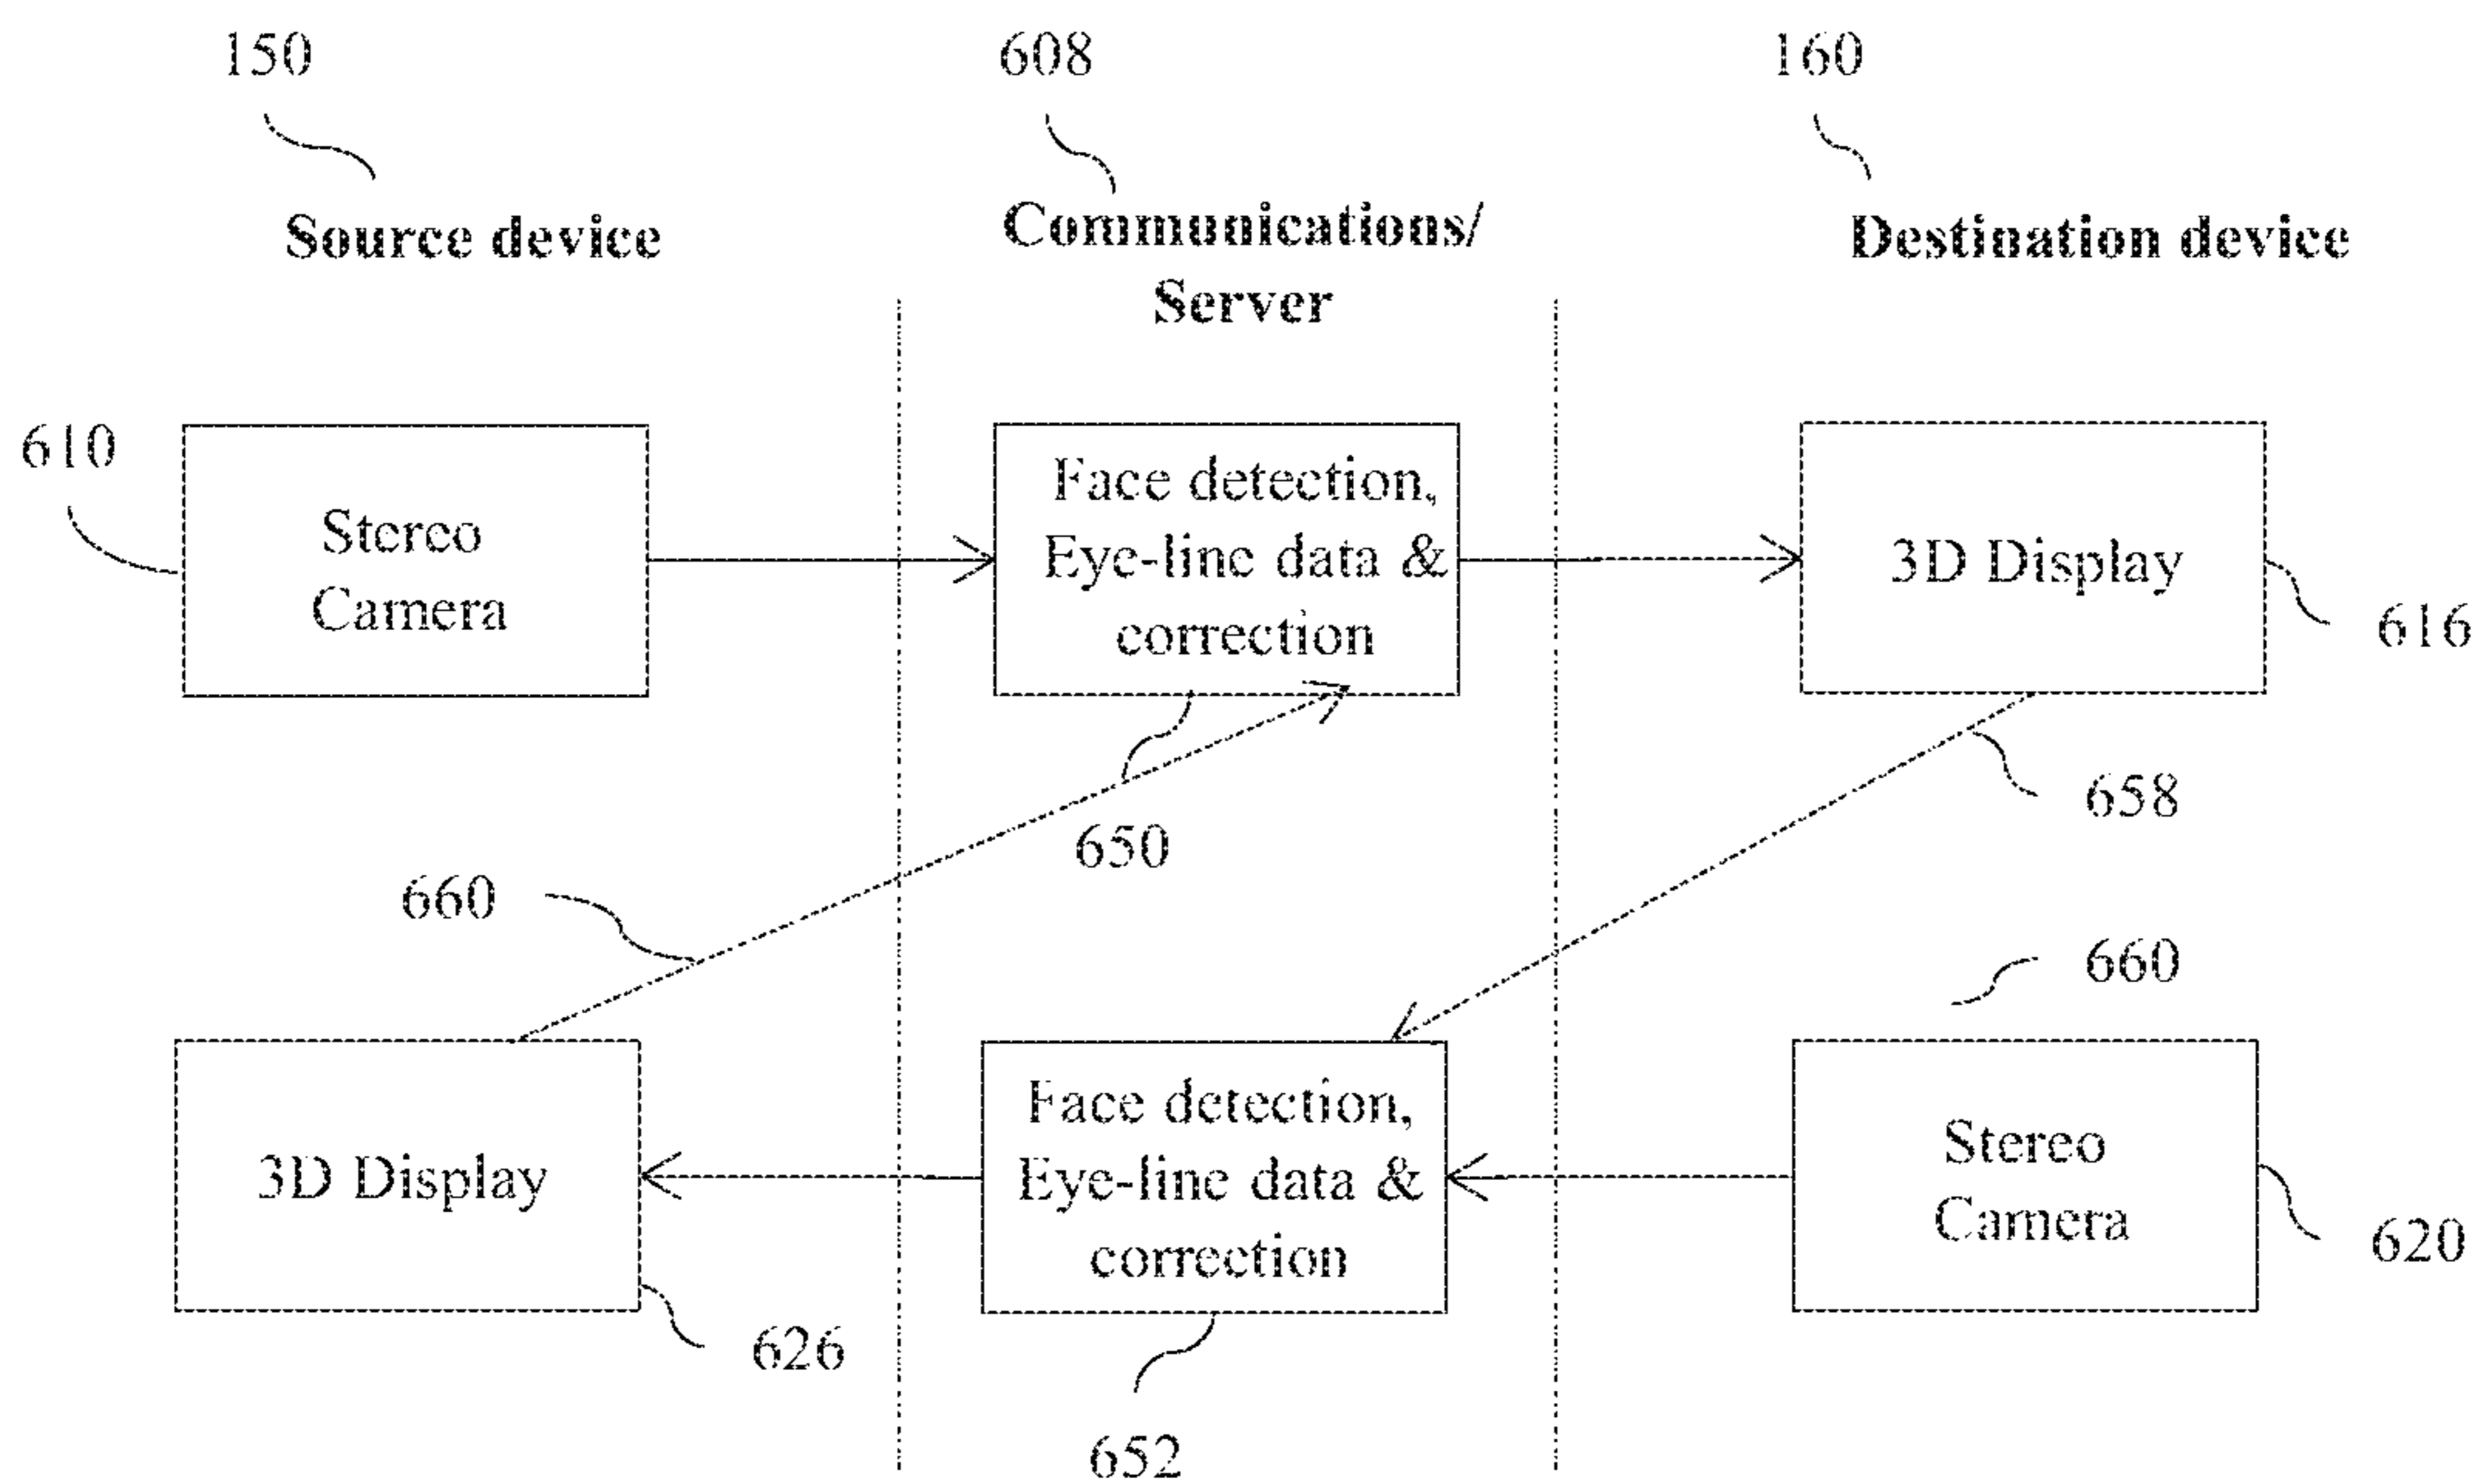 150
608
160
Source device
Communications/
Server
Destination device
610
Stereo
Camera
Face detection,
Eye-line data &
correction
3D Display
616
658
650
660
660
3D Display
626
Face detection,
Eye-line data &
correction
652
Stereo
Camera
620